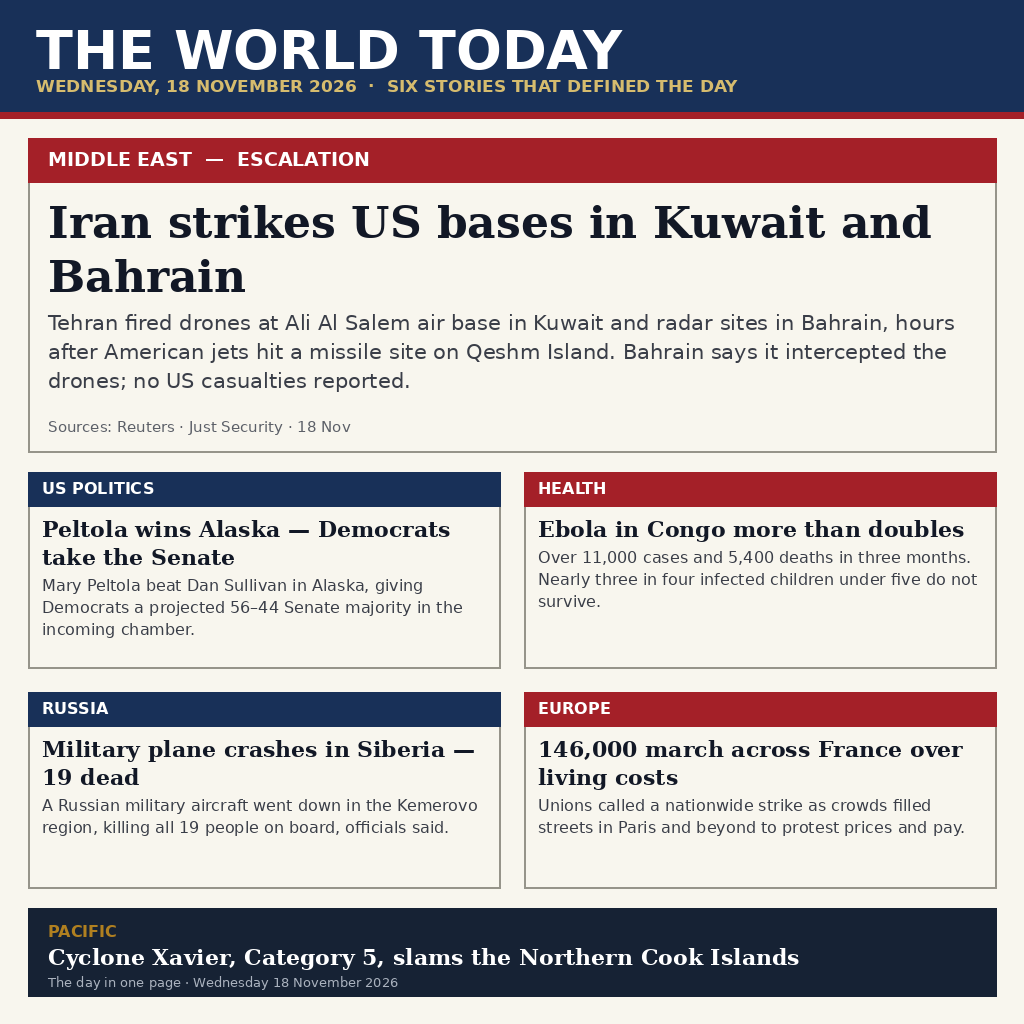 THE WORLD TODAY
WEDNESDAY, 18 NOVEMBER 2026 · SIX STORIES THAT DEFINED THE DAY
MIDDLE EAST — ESCALATION
Iran strikes US bases in Kuwait and
Bahrain
Tehran fired drones at Ali Al Salem air base in Kuwait and radar sites in Bahrain, hours
after American jets hit a missile site on Qeshm Island. Bahrain says it intercepted the
drones; no US casualties reported.
Sources: Reuters · Just Security · 18 Nov
US POLITICS
Peltola wins Alaska — Democrats
take the Senate
Mary Peltola beat Dan Sullivan in Alaska, giving
Democrats a projected 56–44 Senate majority in the
incoming chamber.
HEALTH
Ebola in Congo more than doubles
Over 11,000 cases and 5,400 deaths in three months.
Nearly three in four infected children under five do not
survive.
RUSSIA
Military plane crashes in Siberia —
19 dead
A Russian military aircraft went down in the Kemerovo
region, killing all 19 people on board, officials said.
EUROPE
146,000 march across France over
living costs
Unions called a nationwide strike as crowds filled
streets in Paris and beyond to protest prices and pay.
PACIFIC
Cyclone Xavier, Category 5, slams the Northern Cook Islands
The day in one page · Wednesday 18 November 2026